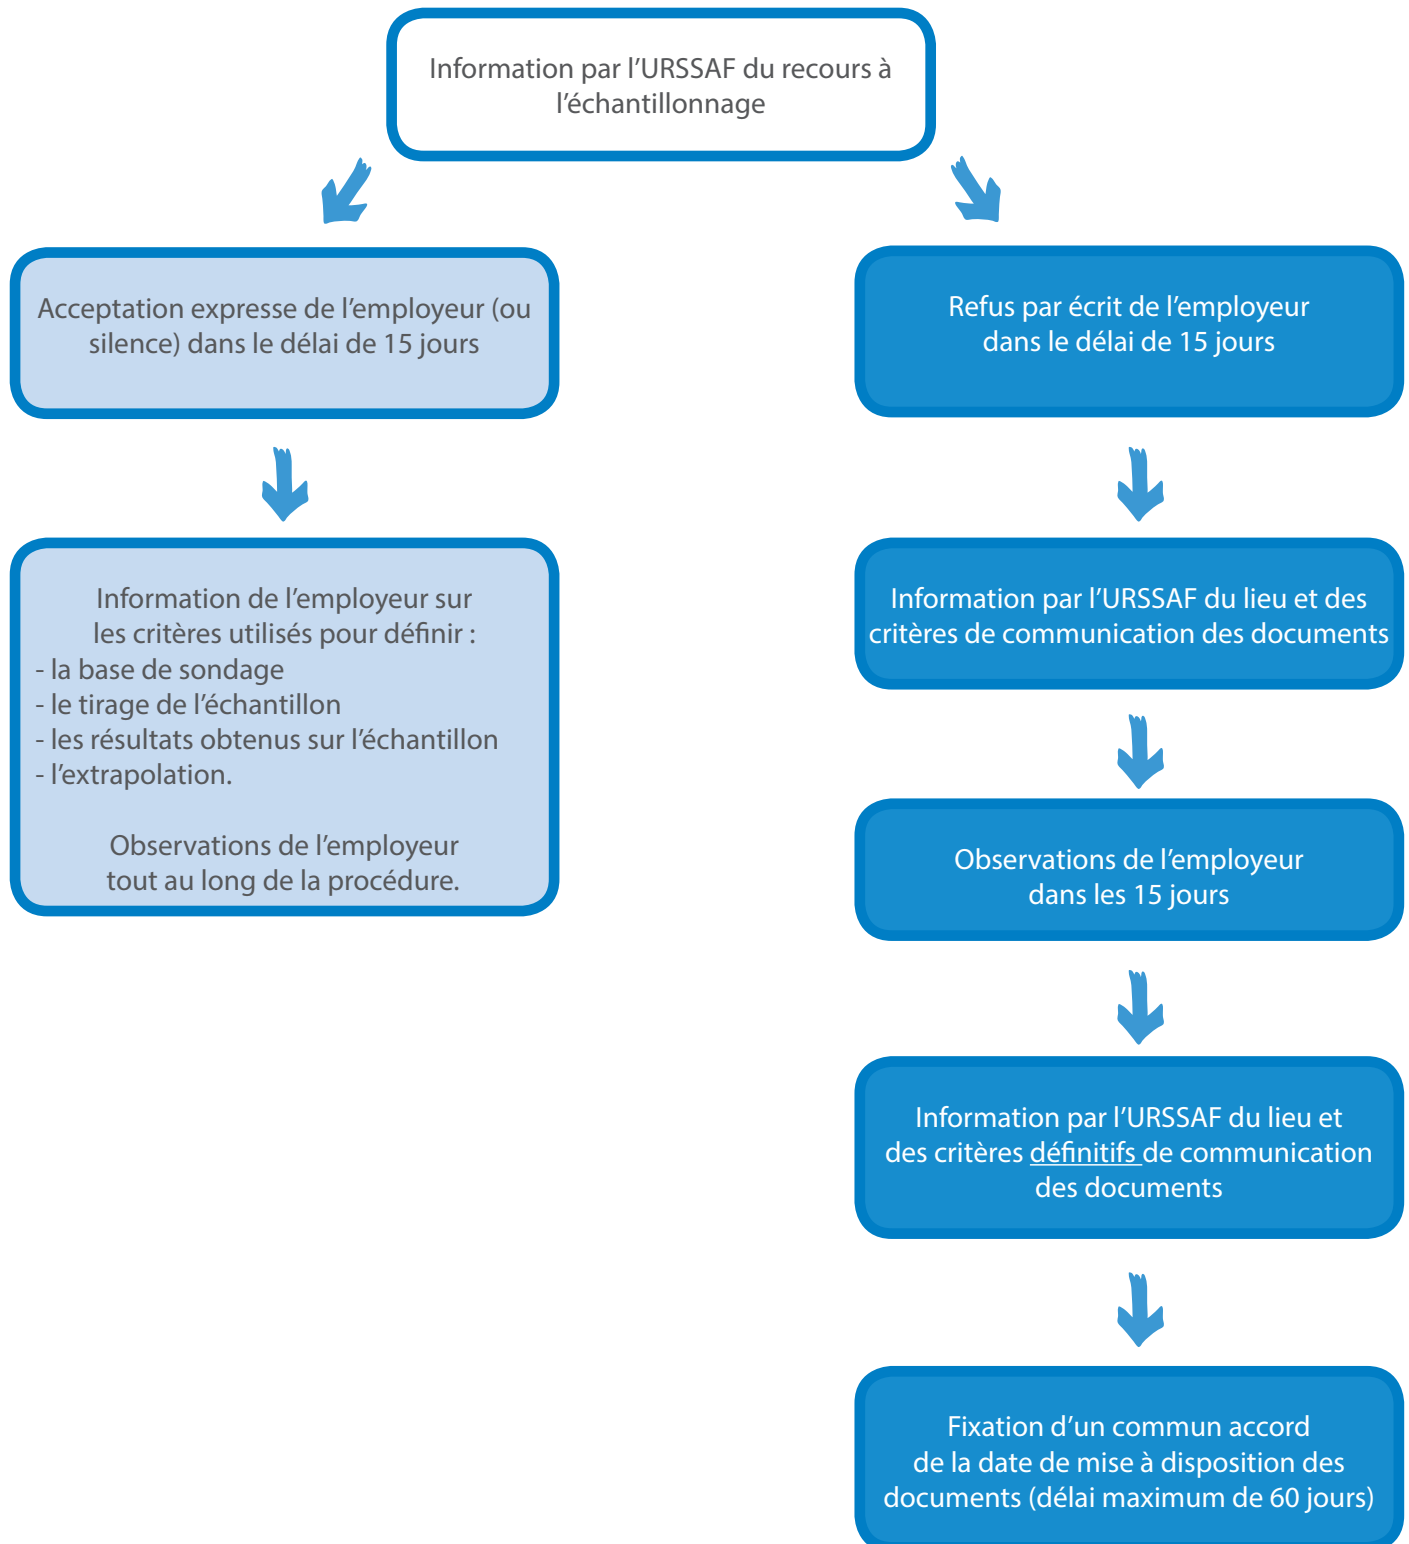 Information par l’URSSAF du recours à
l’échantillonnage
Acceptation expresse de l’employeur (ou
silence) dans le délai de 15 jours
Information de l’employeur sur
les critères utilisés pour définir :
- la base de sondage
- le tirage de l’échantillon
- les résultats obtenus sur l’échantillon
- l’extrapolation.
Observations de l’employeur
tout au long de la procédure.
Refus par écrit de l’employeur
dans le délai de 15 jours
Information par l’URSSAF du lieu et des
critères de communication des documents
Observations de l’employeur
dans les 15 jours
Information par l’URSSAF du lieu et
des critères définitifs de communication
des documents
Fixation d’un commun accord
de la date de mise à disposition des
documents (délai maximum de 60 jours)